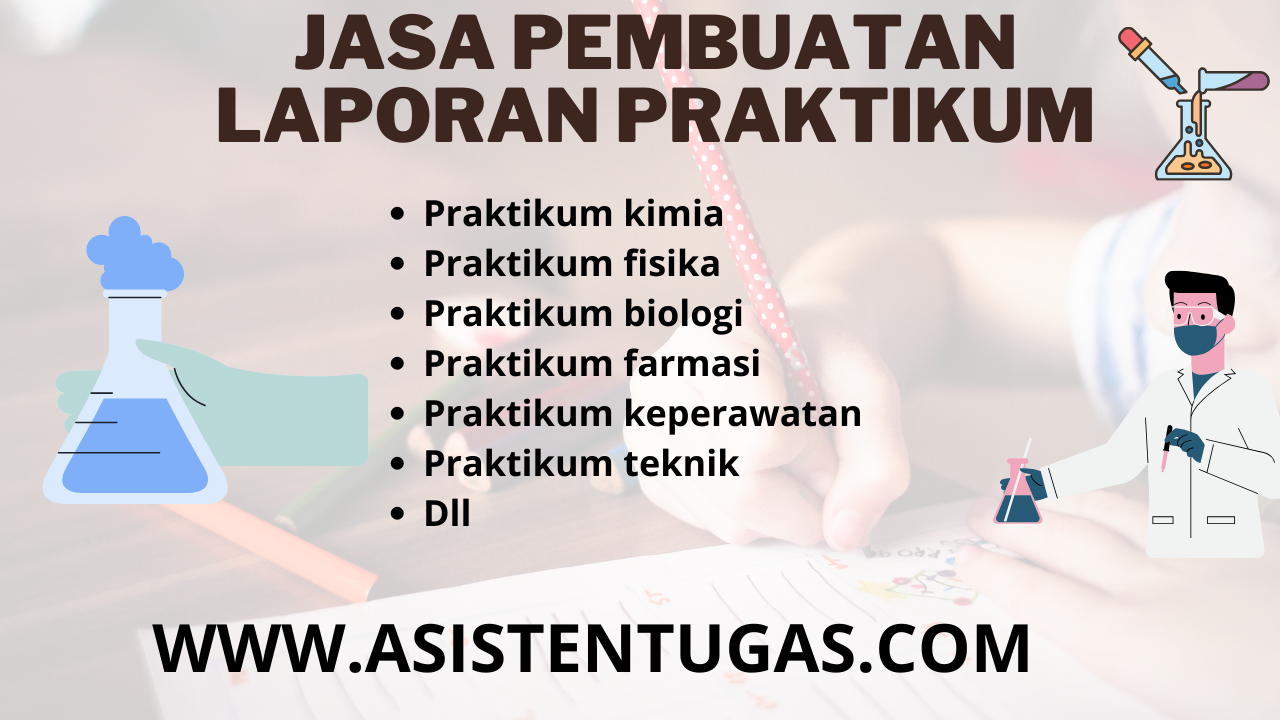 JASA PEMBUATAN
LAPORAN PRAKTIKUM
• Praktikum kimia
• Praktikum fisika
• Praktikum biologi
• Praktikum farmasi
• Praktikum keperawatan
• Praktikum teknik
• Dll
WWW.ASISTENTUGAS.COM